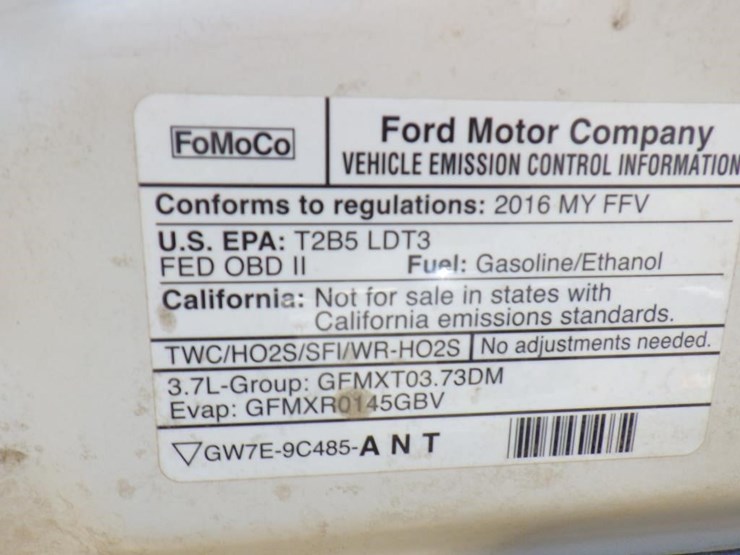 FoMoCo
Ford Motor Company
VEHICLE EMISSION CONTROL INFORMATION
Conforms to regulations: 2016 MY FFV
U.S. EPA: T2B5 LDT3
FED OBD II Fuel: Gasoline/Ethanol
California: Not for sale in states with
California emissions standards.
TWC/HO2S/SFI/WR-HO2S No adjustments needed.
3.7L-Group: GFMXT03.73DM
Evap: GFMXR0145GBV
GW7E-9C485-A N T